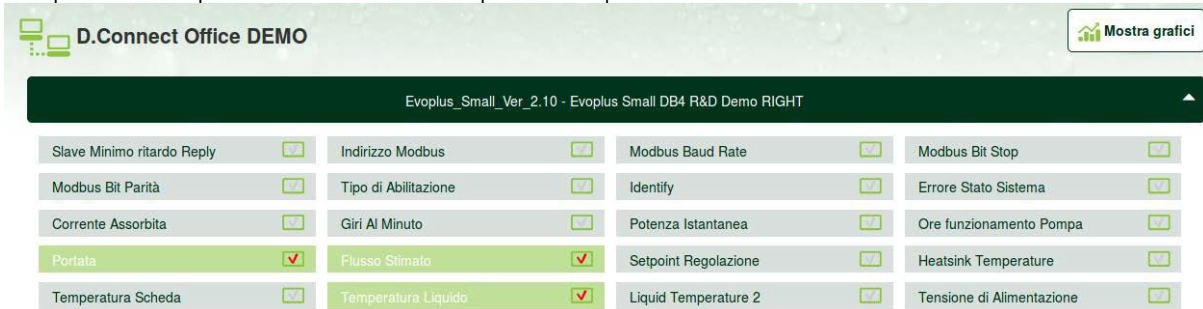 D.Connect Office DEMO
Mostra grafici
Evoplus_Small_Ver_2.10 - Evoplus Small DB4 R&D Demo RIGHT
Slave Minimo ritardo Reply
Indirizzo Modbus
Modbus Baud Rate
Modbus Bit Stop
Modbus Bit Parità
Tipo di Abilitazione
Identify
Errore Stato Sistema
Corrente Assorbita
Giri Al Minuto
Potenza Istantanea
Ore funzionamento Pompa
Portata
Flusso Stimato
Setpoint Regolazione
Heatsink Temperature
Temperatura Scheda
Temperatura Liquido
Liquid Temperature 2
Tensione di Alimentazione